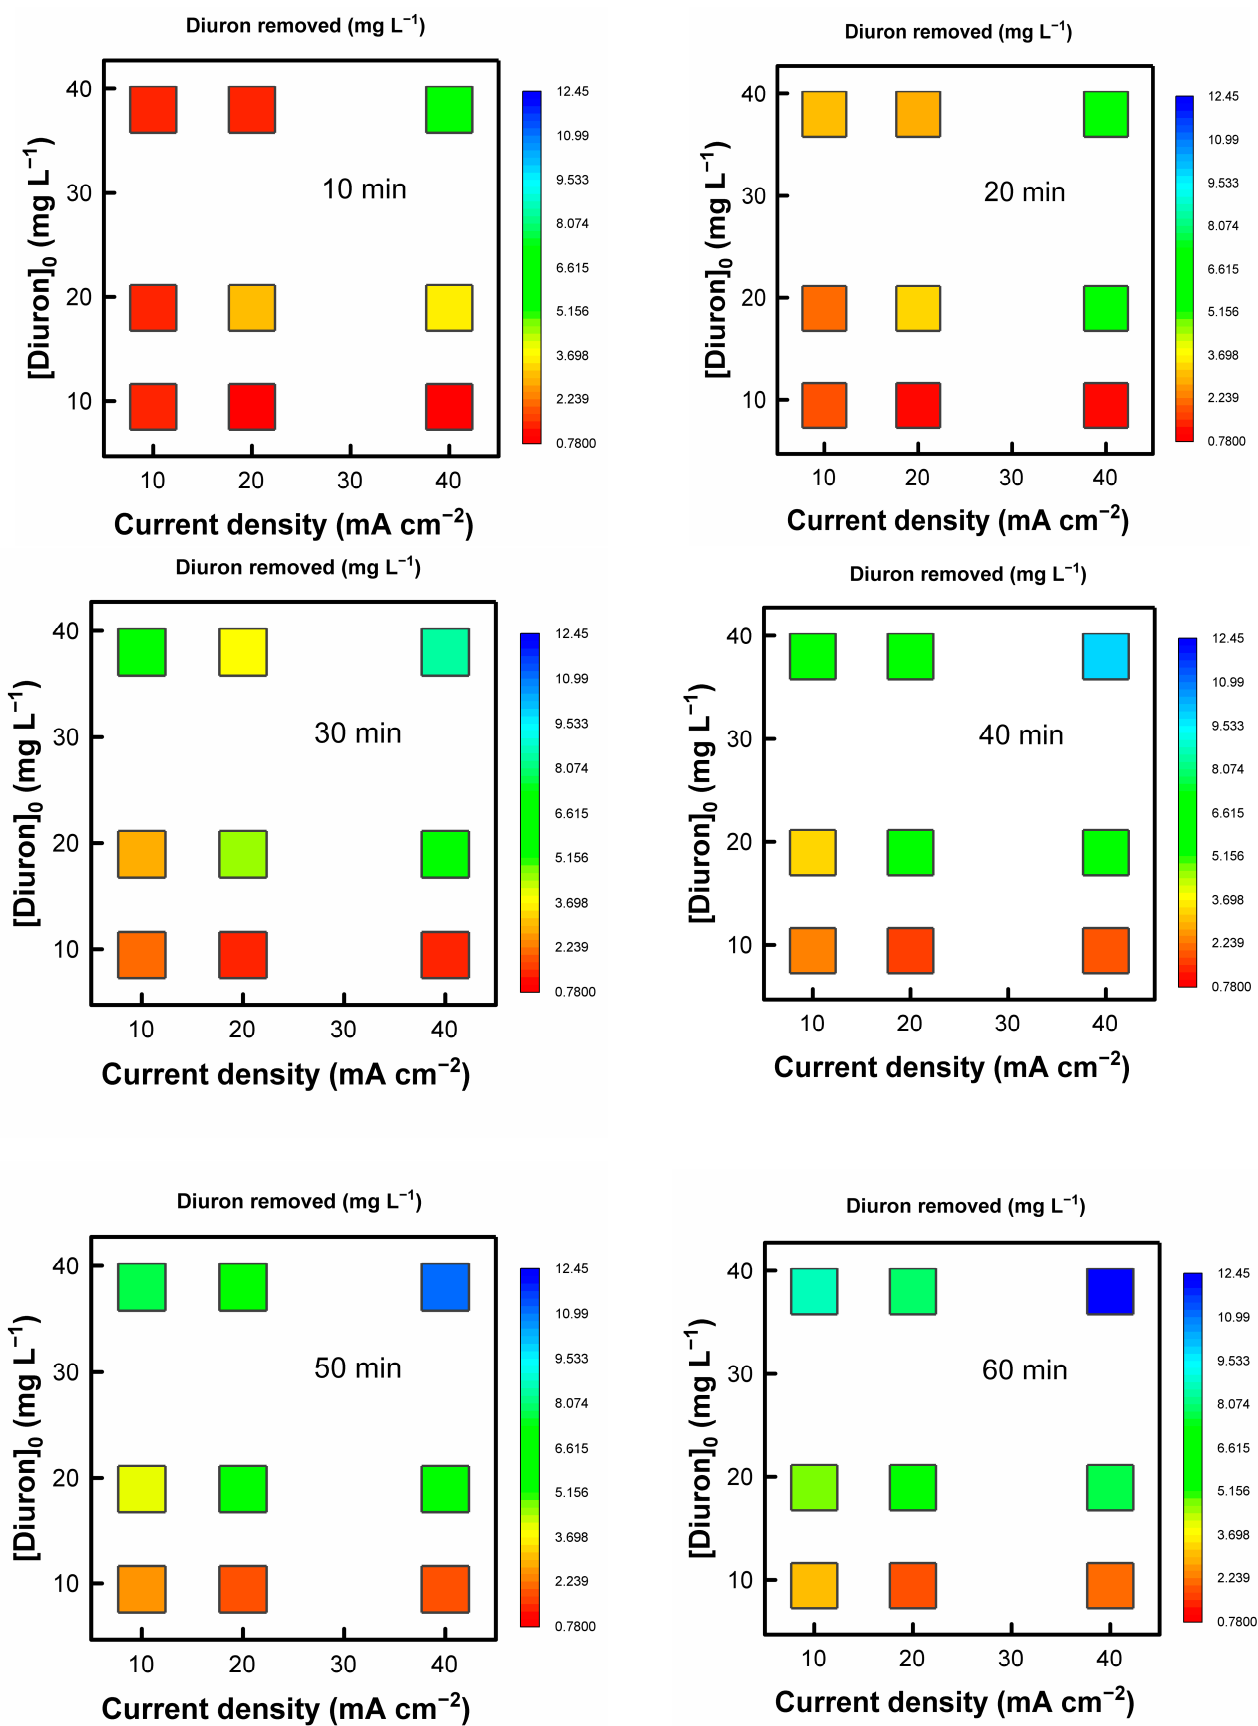 Diuron removed (mg L⁻¹)
[Diuron]₀ (mg L⁻¹)
40
30
20
10
10 min
10 20 30 40
Current density (mA cm⁻²)
12.45
10.99
9.533
8.074
6.615
5.156
3.698
2.239
0.7800
Diuron removed (mg L⁻¹)
[Diuron]₀ (mg L⁻¹)
40
30
20
10
20 min
10 20 30 40
Current density (mA cm⁻²)
12.45
10.99
9.533
8.074
6.615
5.156
3.698
2.239
0.7800
Diuron removed (mg L⁻¹)
[Diuron]₀ (mg L⁻¹)
40
30
20
10
30 min
10 20 30 40
Current density (mA cm⁻²)
12.45
10.99
9.533
8.074
6.615
5.156
3.698
2.239
0.7800
Diuron removed (mg L⁻¹)
[Diuron]₀ (mg L⁻¹)
40
30
20
10
40 min
10 20 30 40
Current density (mA cm⁻²)
12.45
10.99
9.533
8.074
6.615
5.156
3.698
2.239
0.7800
Diuron removed (mg L⁻¹)
[Diuron]₀ (mg L⁻¹)
40
30
20
10
50 min
10 20 30 40
Current density (mA cm⁻²)
12.45
10.99
9.533
8.074
6.615
5.156
3.698
2.239
0.7800
Diuron removed (mg L⁻¹)
[Diuron]₀ (mg L⁻¹)
40
30
20
10
60 min
10 20 30 40
Current density (mA cm⁻²)
12.45
10.99
9.533
8.074
6.615
5.156
3.698
2.239
0.7800